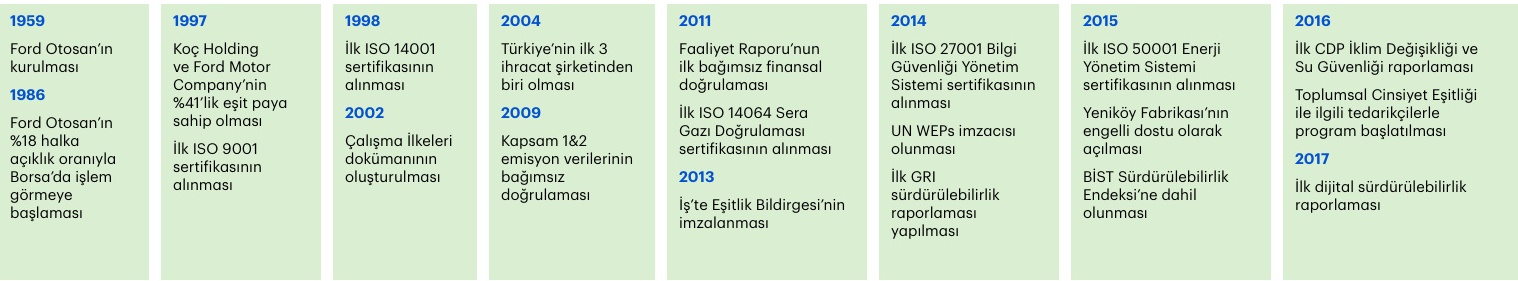 1959
Ford Otosan’ın
kurulması
1986
Ford Otosan’ın
%18 halka
açıklık oranıyla
Borsa’da işlem
görmeye
başlaması
1997
Koç Holding
ve Ford Motor
Company’nin
%41’lik eşit paya
sahip olması
İlk ISO 9001
sertifikasının
alınması
1998
İlk ISO 14001
sertifikasının
alınması
2002
Çalışma İlkeleri
dokümanının
oluşturulması
2004
Türkiye’nin ilk 3
ihracat şirketinden
biri olması
2009
Kapsam 1&2
emisyon verilerinin
bağımsız
doğrulaması
2011
Faaliyet Raporu’nun
ilk bağımsız finansal
doğrulaması
İlk ISO 14064 Sera
Gazı Doğrulaması
sertifikasının alınması
2013
İş’te Eşitlik Bildirgesi’nin
imzalanması
2014
İlk ISO 27001 Bilgi
Güvenliği Yönetim
Sistemi sertifikasının
alınması
UN WEPs imzacısı
olunması
İlk GRI
sürdürülebilirlik
raporlaması
yapılması
2015
İlk ISO 50001 Enerji
Yönetim Sistemi
sertifikasının alınması
Yeniköy Fabrikası’nın
engelli dostu olarak
açılması
BİST Sürdürülebilirlik
Endeksi’ne dahil
olunması
2016
İlk CDP İklim Değişikliği ve
Su Güvenliği raporlaması
Toplumsal Cinsiyet Eşitliği
ile ilgili tedarikçilerle
program başlatılması
2017
İlk dijital sürdürülebilirlik
raporlaması